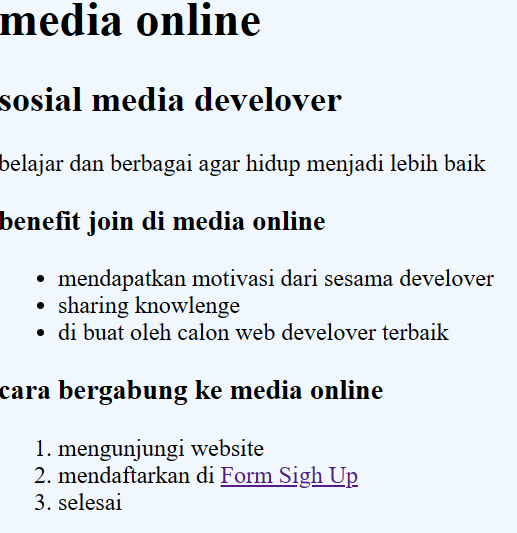 media online
sosial media develover
belajar dan berbagai agar hidup menjadi lebih baik
benefit join di media online
mendapatkan motivasi dari sesama develover
sharing knowlenge
di buat oleh calon web develover terbaik
cara bergabung ke media online
1. mengunjungi website
2. mendaftarkan di Form Sigh Up
3. selesai